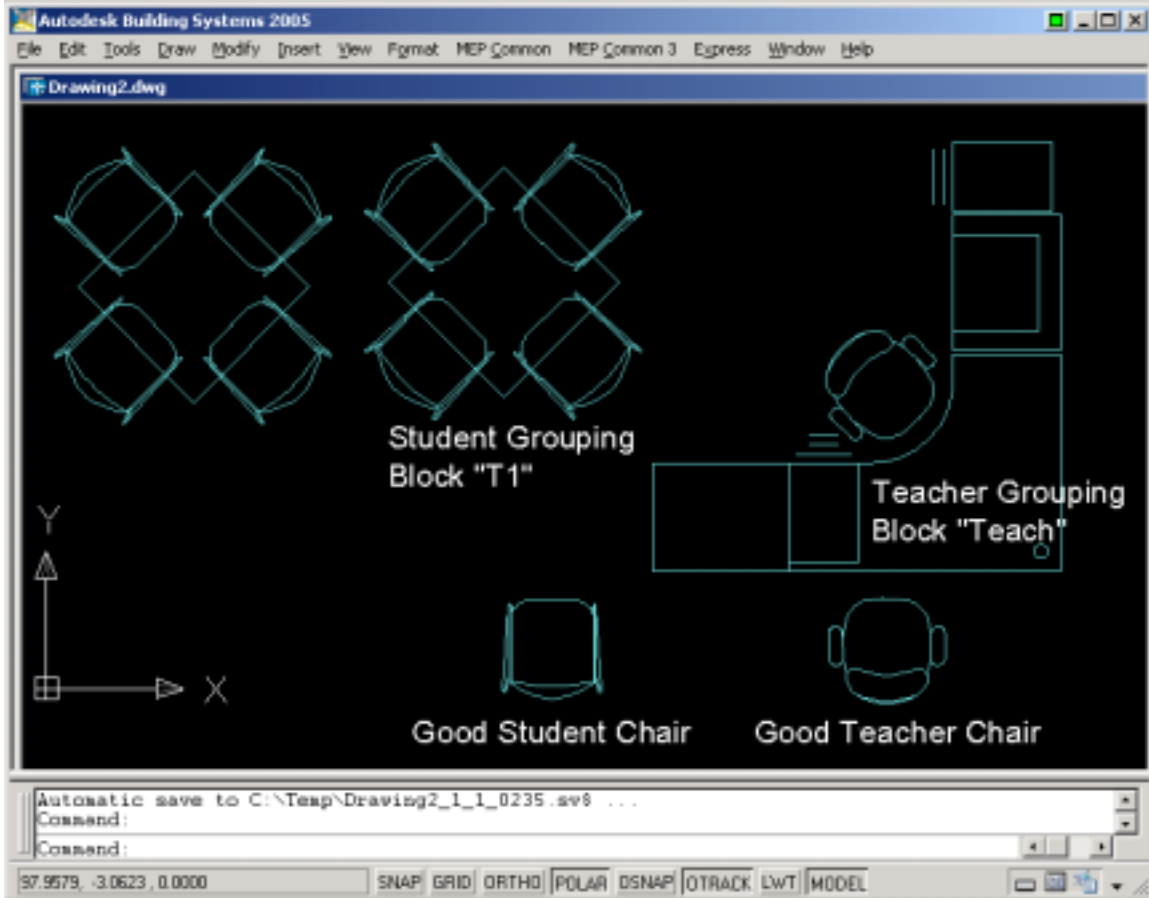 Autodesk Building Systems 2005
File Edit Tools Draw Modify Insert View Format MEP Common MEP Common 3 Express Window Help
Drawing2.dwg
Student Grouping
Block "T1"
Teacher Grouping
Block "Teach"
Y
X
Good Student Chair
Good Teacher Chair
Automatic save to C:\Temp\Drawing2_1_1_0235.sv$ ...
Command:
Command:
97.9579, -3.0623 , 0.0000 SNAP GRID ORTHO POLAR OSNAP OTRACK LWT MODEL